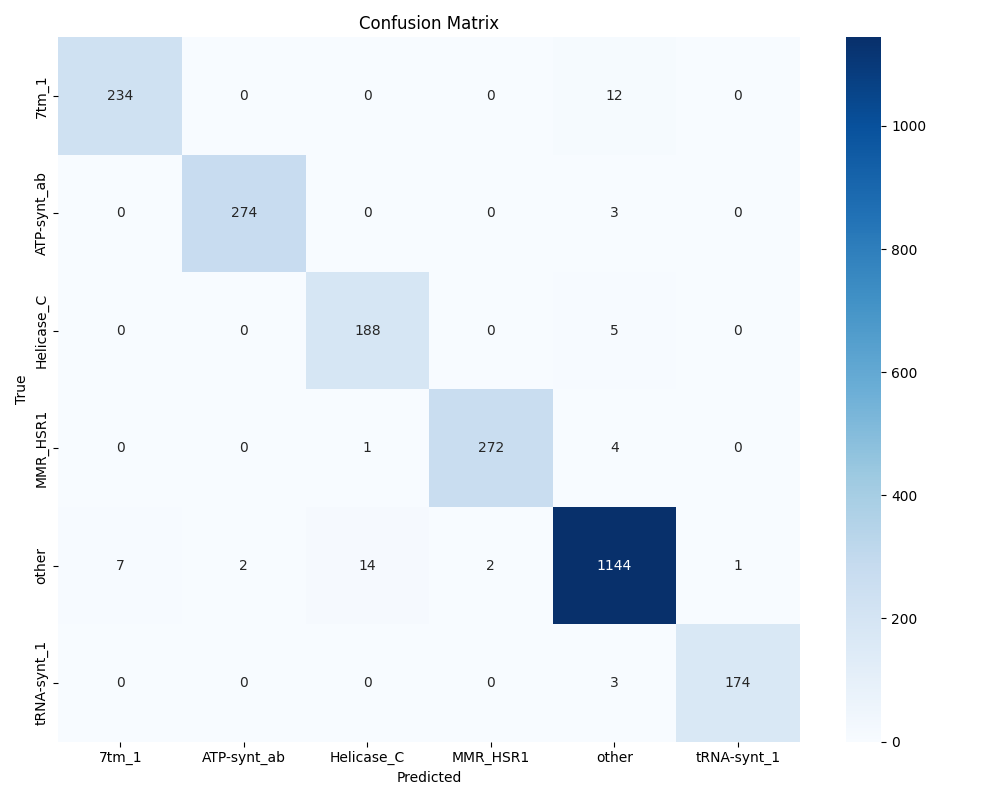 Confusion Matrix
7tm_1 234 0 0 0 12 0
ATP-synt_ab 0 274 0 0 3 0
Helicase_C 0 0 188 0 5 0
MMR_HSR1 0 0 1 272 4 0
other 7 2 14 2 1144 1
tRNA-synt_1 0 0 0 0 3 174
True
7tm_1 ATP-synt_ab Helicase_C MMR_HSR1 other tRNA-synt_1
Predicted
1000
800
600
400
200
0